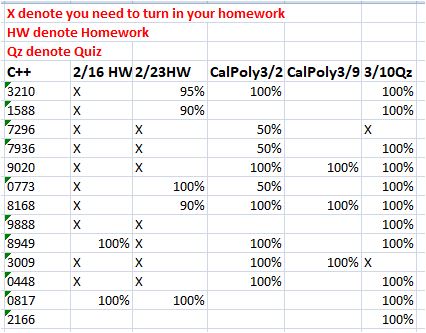 X denote you need to turn in your homework
HW denote Homework
Qz denote Quiz
C++ 2/16 HW 2/23HW CalPoly3/2 CalPoly3/9 3/10Qz
3210 X 95% 100% 100%
1588 X 90% 100%
7296 X X 50% X
7936 X X 50% 100%
9020 X X 100% 100% 100%
0773 X 100% 50% 100%
8168 X 90% 100% 100% 100%
9888 X X 100%
8949 100% X 100% 100%
3009 X X 100% 100% X
0448 X X 100% 100%
0817 100% 100% 100%
2166 100%